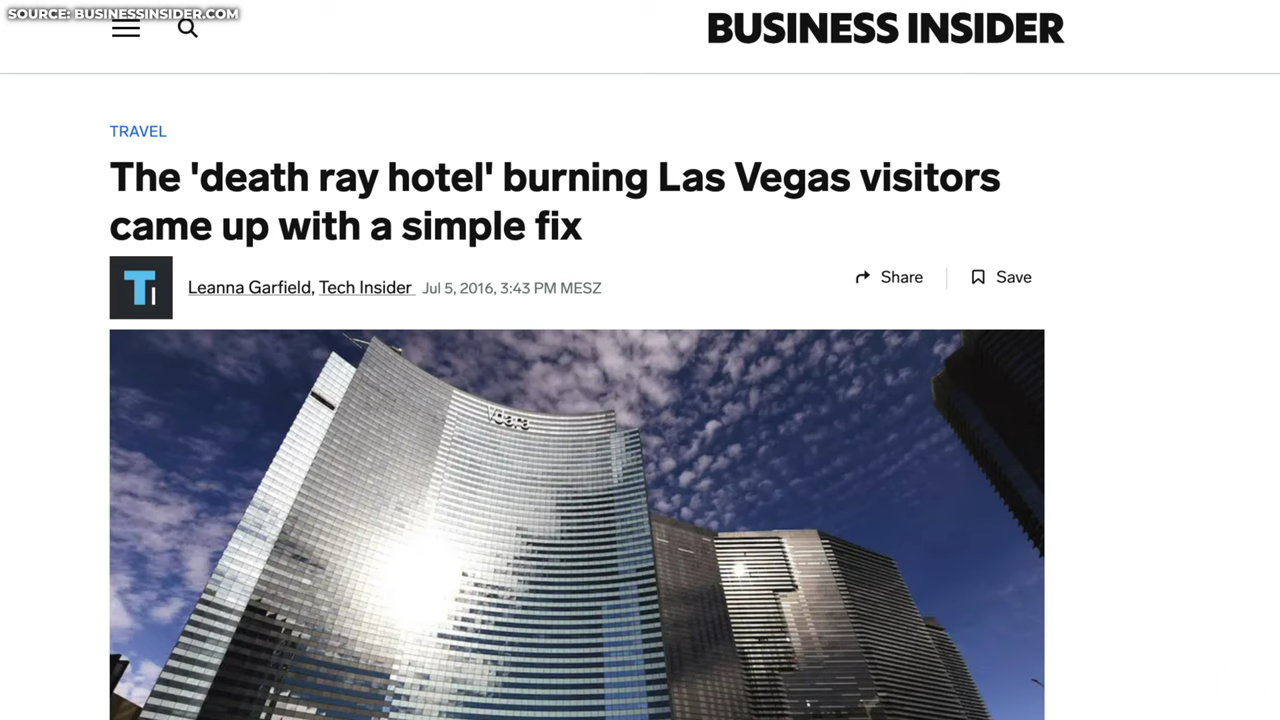 SOURCE: BUSINESSINSIDER.COM
BUSINESS INSIDER
TRAVEL
The 'death ray hotel' burning Las Vegas visitors
came up with a simple fix
TI
Leanna Garfield, Tech Insider Jul 5, 2016, 3:43 PM MESZ
Share
Save
Vdara